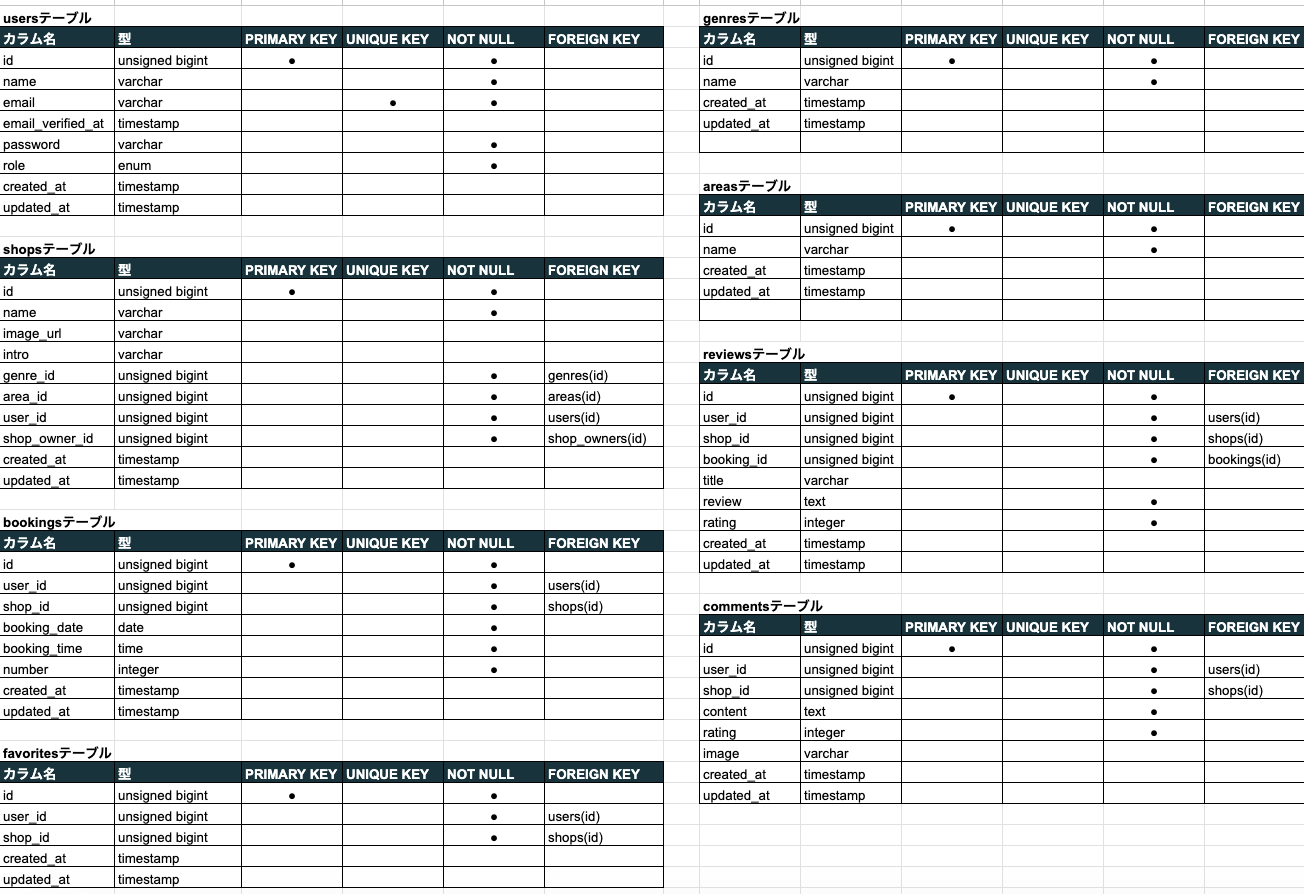 usersテーブル
カラム名 型 PRIMARY KEY UNIQUE KEY NOT NULL FOREIGN KEY
id unsigned bigint ● ●
name varchar ●
email varchar ● ●
email_verified_at timestamp
password varchar ●
role enum ●
created_at timestamp
updated_at timestamp
shopsテーブル
カラム名 型 PRIMARY KEY UNIQUE KEY NOT NULL FOREIGN KEY
id unsigned bigint ● ●
name varchar ●
image_url varchar
intro varchar
genre_id unsigned bigint ● genres(id)
area_id unsigned bigint ● areas(id)
user_id unsigned bigint ● users(id)
shop_owner_id unsigned bigint ● shop_owners(id)
created_at timestamp
updated_at timestamp
bookingsテーブル
カラム名 型 PRIMARY KEY UNIQUE KEY NOT NULL FOREIGN KEY
id unsigned bigint ● ●
user_id unsigned bigint ● users(id)
shop_id unsigned bigint ● shops(id)
booking_date date ●
booking_time time ●
number integer ●
created_at timestamp
updated_at timestamp
favoritesテーブル
カラム名 型 PRIMARY KEY UNIQUE KEY NOT NULL FOREIGN KEY
id unsigned bigint ● ●
user_id unsigned bigint ● users(id)
shop_id unsigned bigint ● shops(id)
created_at timestamp
updated_at timestamp
genresテーブル
カラム名 型 PRIMARY KEY UNIQUE KEY NOT NULL FOREIGN KEY
id unsigned bigint ● ●
name varchar ●
created_at timestamp
updated_at timestamp
areasテーブル
カラム名 型 PRIMARY KEY UNIQUE KEY NOT NULL FOREIGN KEY
id unsigned bigint ● ●
name varchar ●
created_at timestamp
updated_at timestamp
reviewsテーブル
カラム名 型 PRIMARY KEY UNIQUE KEY NOT NULL FOREIGN KEY
id unsigned bigint ● ●
user_id unsigned bigint ● users(id)
shop_id unsigned bigint ● shops(id)
booking_id unsigned bigint ● bookings(id)
title varchar
review text ●
rating integer ●
created_at timestamp
updated_at timestamp
commentsテーブル
カラム名 型 PRIMARY KEY UNIQUE KEY NOT NULL FOREIGN KEY
id unsigned bigint ● ●
user_id unsigned bigint ● users(id)
shop_id unsigned bigint ● shops(id)
content text ●
rating integer ●
image varchar
created_at timestamp
updated_at timestamp